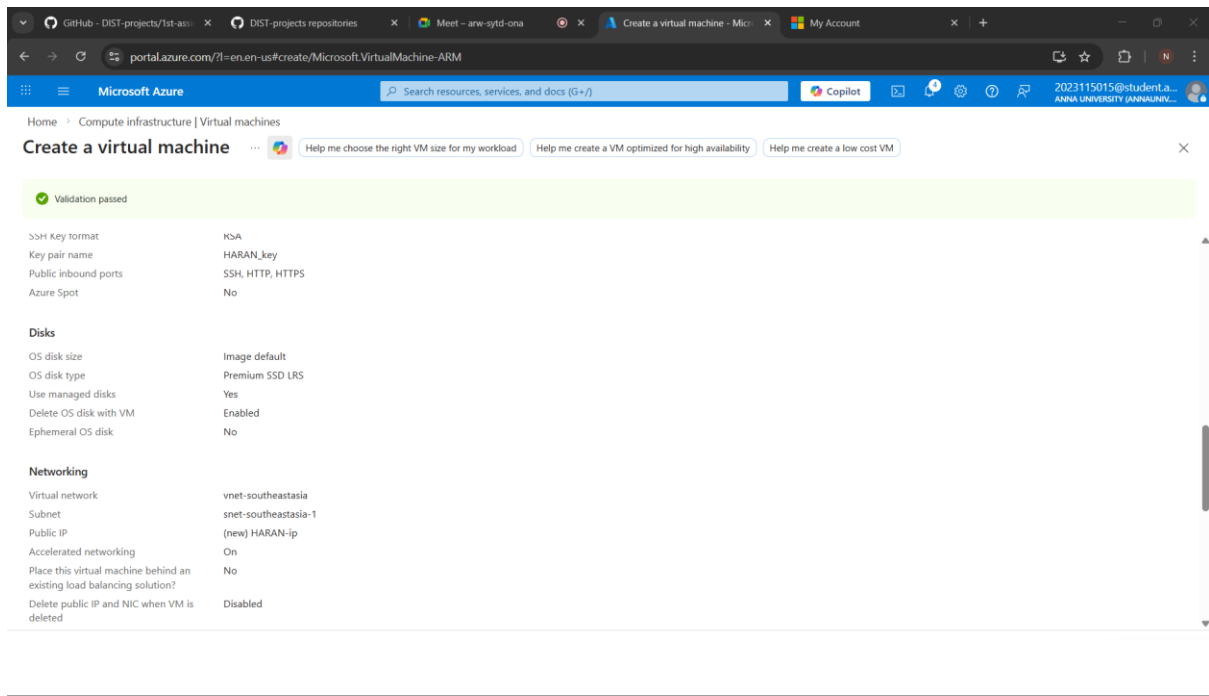 GitHub - DIST-projects/1st-assi
DIST-projects repositories
Meet – arw-sytd-ona
Create a virtual machine - Micr
My Account
portal.azure.com/?l=en.en-us#create/Microsoft.VirtualMachine-ARM
N
Microsoft Azure
Search resources, services, and docs (G+/)
Copilot
4
2023115015@student.a...
ANNA UNIVERSITY (ANNAUNIV....
Home > Compute infrastructure | Virtual machines
Create a virtual machine ...
Help me choose the right VM size for my workload
Help me create a VM optimized for high availability
Help me create a low cost VM
Validation passed
SSH Key format RSA
Key pair name HARAN_key
Public inbound ports SSH, HTTP, HTTPS
Azure Spot No
Disks
OS disk size Image default
OS disk type Premium SSD LRS
Use managed disks Yes
Delete OS disk with VM Enabled
Ephemeral OS disk No
Networking
Virtual network vnet-southeastasia
Subnet snet-southeastasia-1
Public IP (new) HARAN-ip
Accelerated networking On
Place this virtual machine behind an No
existing load balancing solution?
Delete public IP and NIC when VM is Disabled
deleted